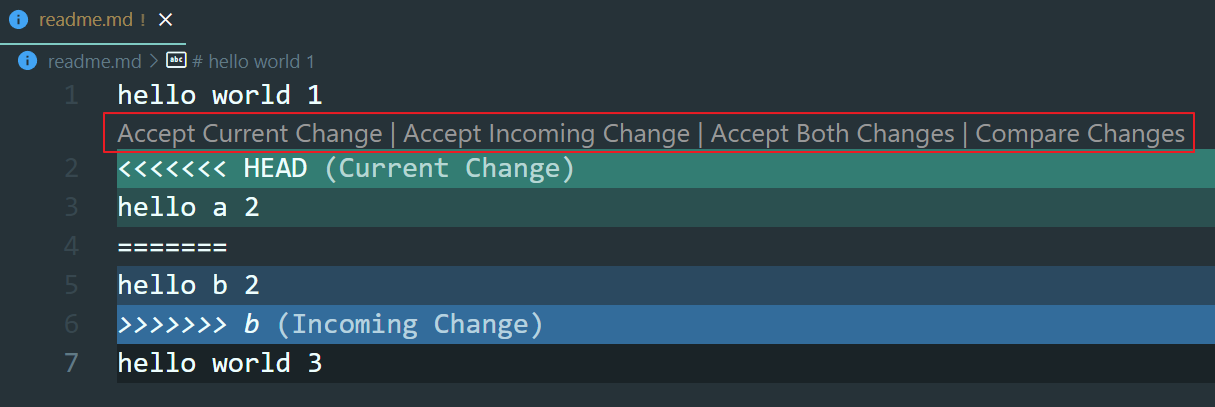 readme.md !
readme.md > # hello world 1
1 hello world 1
Accept Current Change | Accept Incoming Change | Accept Both Changes | Compare Changes
2 <<<<<<< HEAD (Current Change)
3 hello a 2
4 =======
5 hello b 2
6 >>>>>>> b (Incoming Change)
7 hello world 3